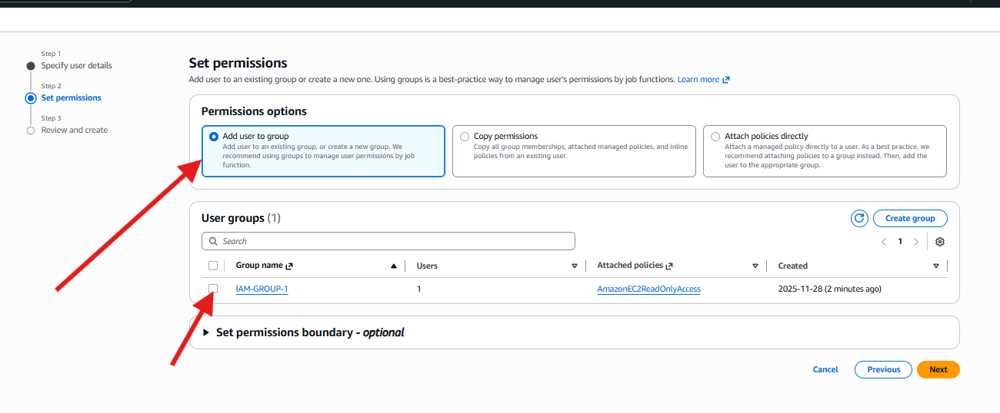 Step 1
Specify user details
Step 2
Set permissions
Step 3
Review and create
Set permissions
Add user to an existing group or create a new one. Using groups is a best-practice way to manage user's permissions by job functions. Learn more
Permissions options
Add user to group
Add user to an existing group, or create a new group. We
recommend using groups to manage user permissions by job
function.
Copy permissions
Copy all group memberships, attached managed policies, and inline
policies from an existing user.
Attach policies directly
Attach a managed policy directly to a user. As a best practice, we
recommend attaching policies to a group instead. Then, add the
user to the appropriate group.
User groups (1)
Create group
Search
1
Group name Users Attached policies Created
IAM-GROUP-1 1 AmazonEC2ReadOnlyAccess 2025-11-28 (2 minutes ago)
Set permissions boundary - optional
Cancel Previous Next